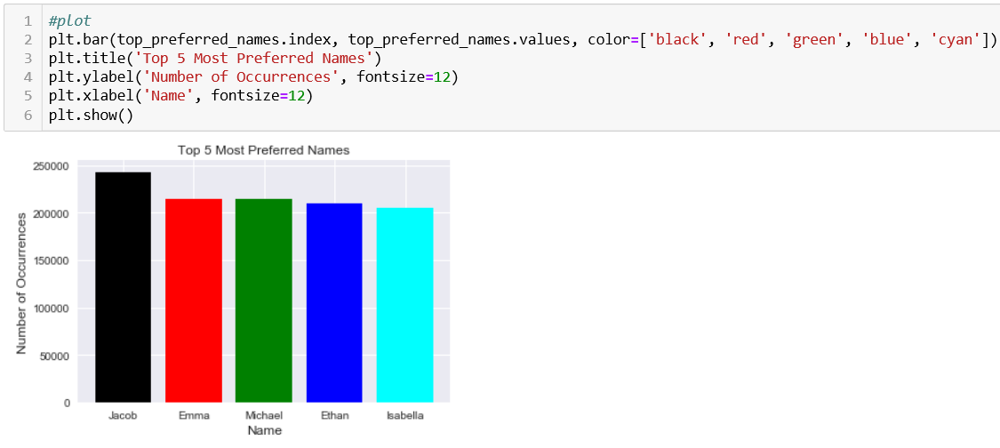 1 #plot
2 plt.bar(top_preferred_names.index, top_preferred_names.values, color=['black', 'red', 'green', 'blue', 'cyan'])
3 plt.title('Top 5 Most Preferred Names')
4 plt.ylabel('Number of Occurrences', fontsize=12)
5 plt.xlabel('Name', fontsize=12)
6 plt.show()
Top 5 Most Preferred Names
Number of Occurrences
250000
200000
150000
100000
50000
0
Jacob Emma Michael Ethan Isabella
Name